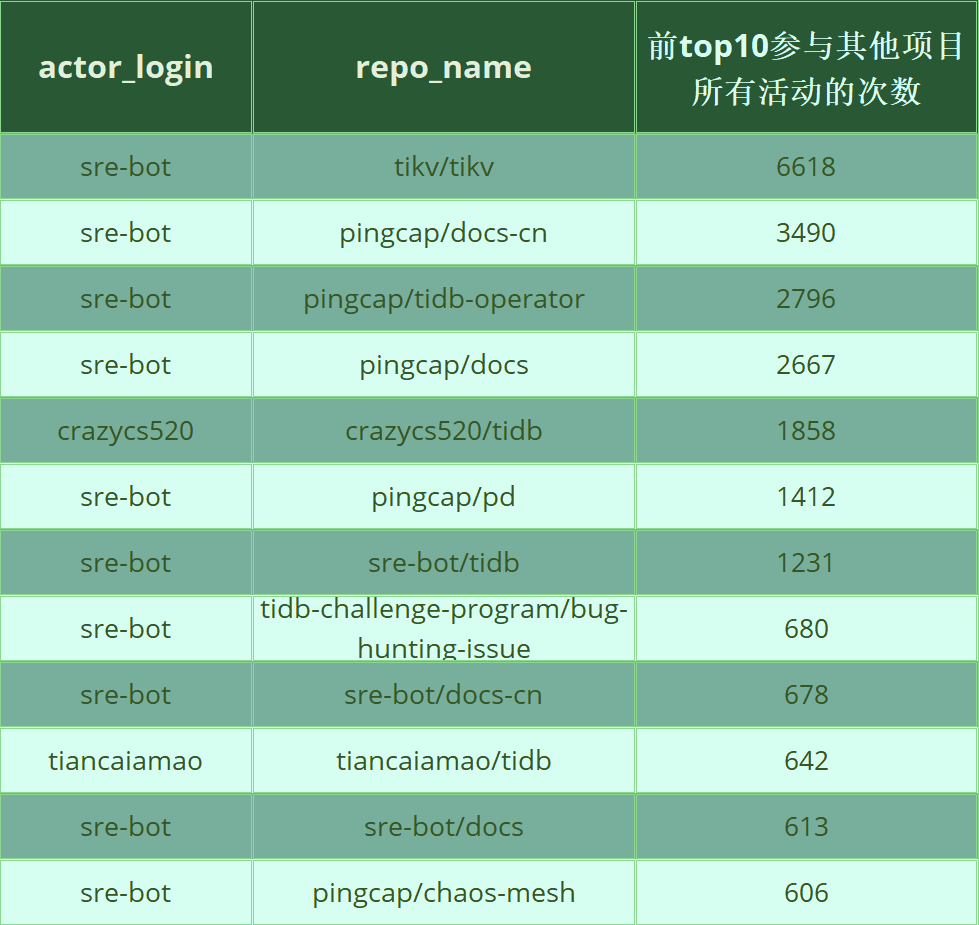 actor_login repo_name 前top10参与其他项目
所有活动的次数
sre-bot tikv/tikv 6618
sre-bot pingcap/docs-cn 3490
sre-bot pingcap/tidb-operator 2796
sre-bot pingcap/docs 2667
crazycs520 crazycs520/tidb 1858
sre-bot pingcap/pd 1412
sre-bot sre-bot/tidb 1231
sre-bot tidb-challenge-program/bug-
hunting-issue 680
sre-bot sre-bot/docs-cn 678
tiancaiamao tiancaiamao/tidb 642
sre-bot sre-bot/docs 613
sre-bot pingcap/chaos-mesh 606